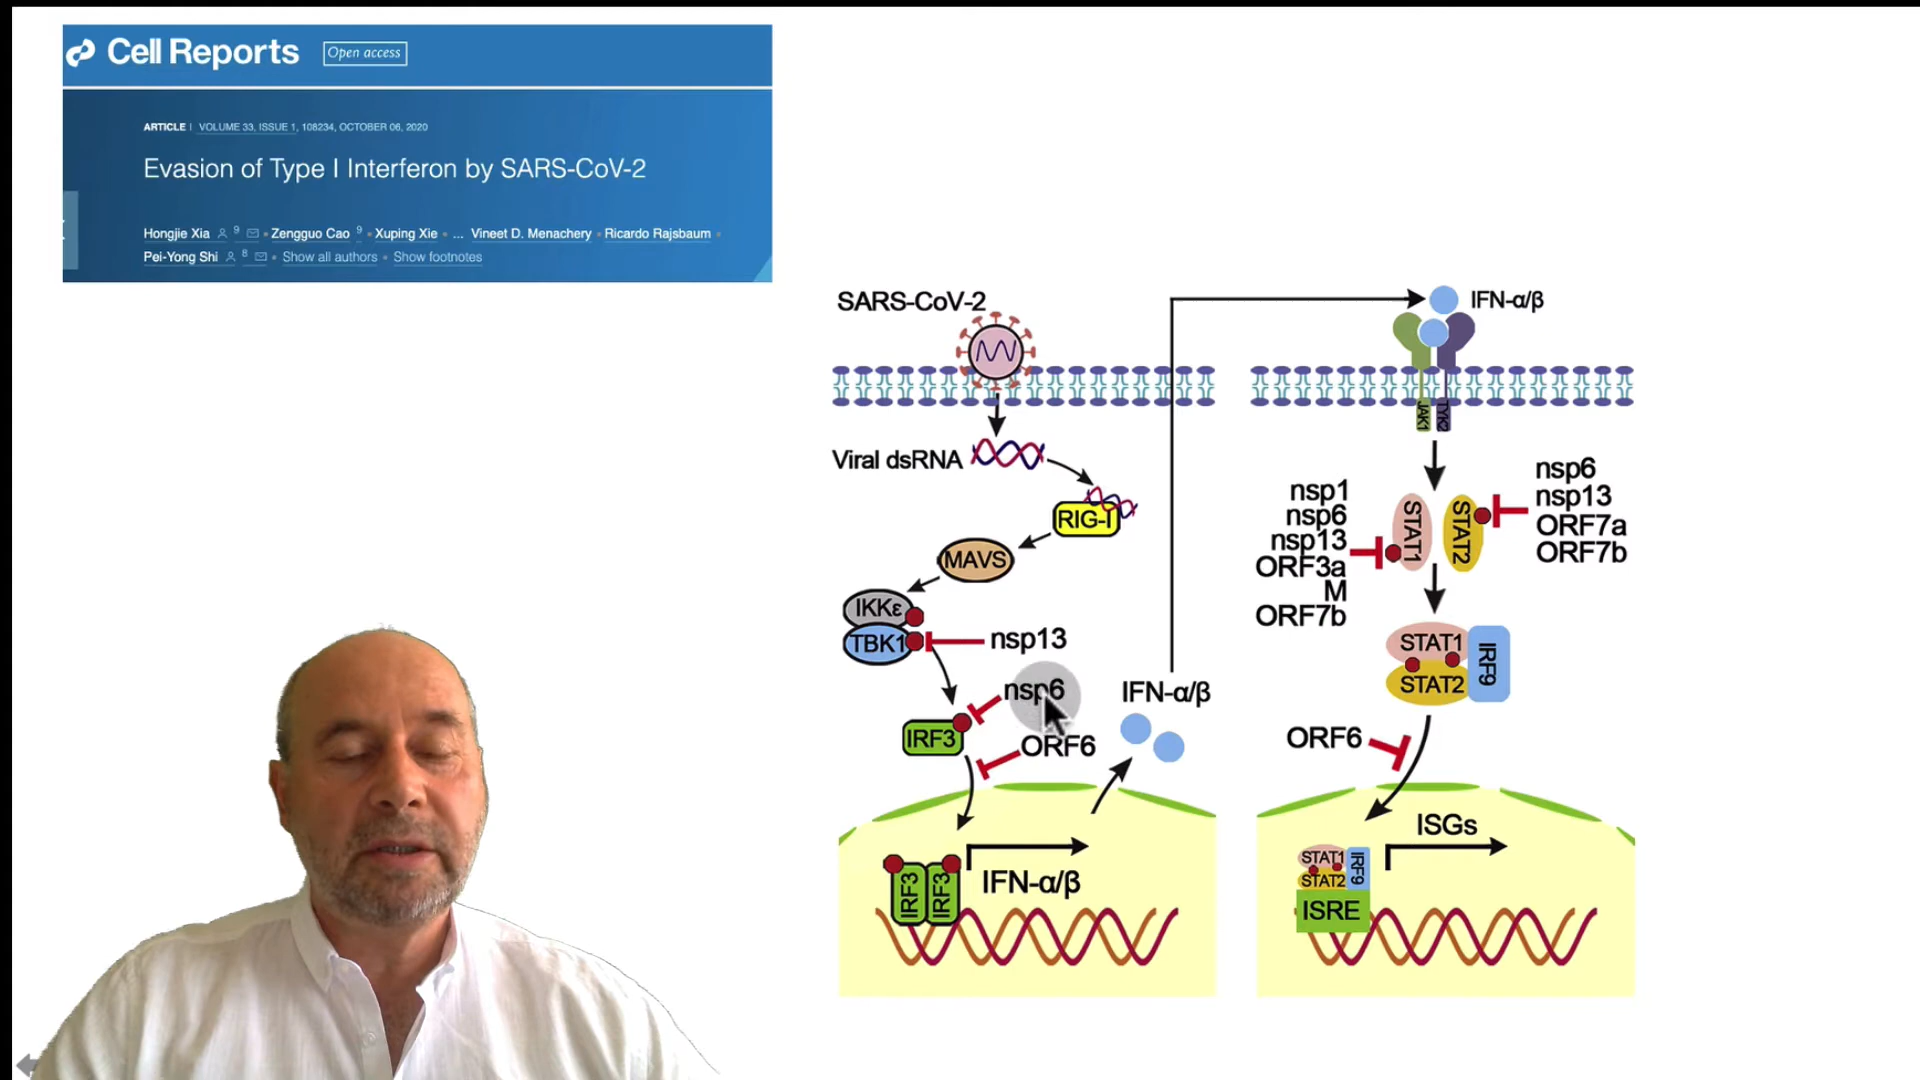 Cell Reports Open access
ARTICLE | VOLUME 33, ISSUE 1, 108234, OCTOBER 06, 2020
Evasion of Type I Interferon by SARS-CoV-2
Hongjie Xia 9 • Zengguo Cao 9 • Xuping Xie • ... Vineet D. Menachery • Ricardo Rajsbaum •
Pei-Yong Shi 8 • Show all authors • Show footnotes
SARS-CoV-2
Viral dsRNA
RIG-I
MAVS
IKKε
TBK1
nsp13
nsp6
IRF3
ORF6
IFN-α/β
IRF3
IRF3
IFN-α/β
IFN-α/β
JAK1
TYK2
nsp1
nsp6
nsp13
ORF3a
M
ORF7b
STAT1
STAT2
nsp6
nsp13
ORF7a
ORF7b
STAT1
STAT2
IRF9
ORF6
ISGs
STAT1
STAT2
IRF9
ISRE